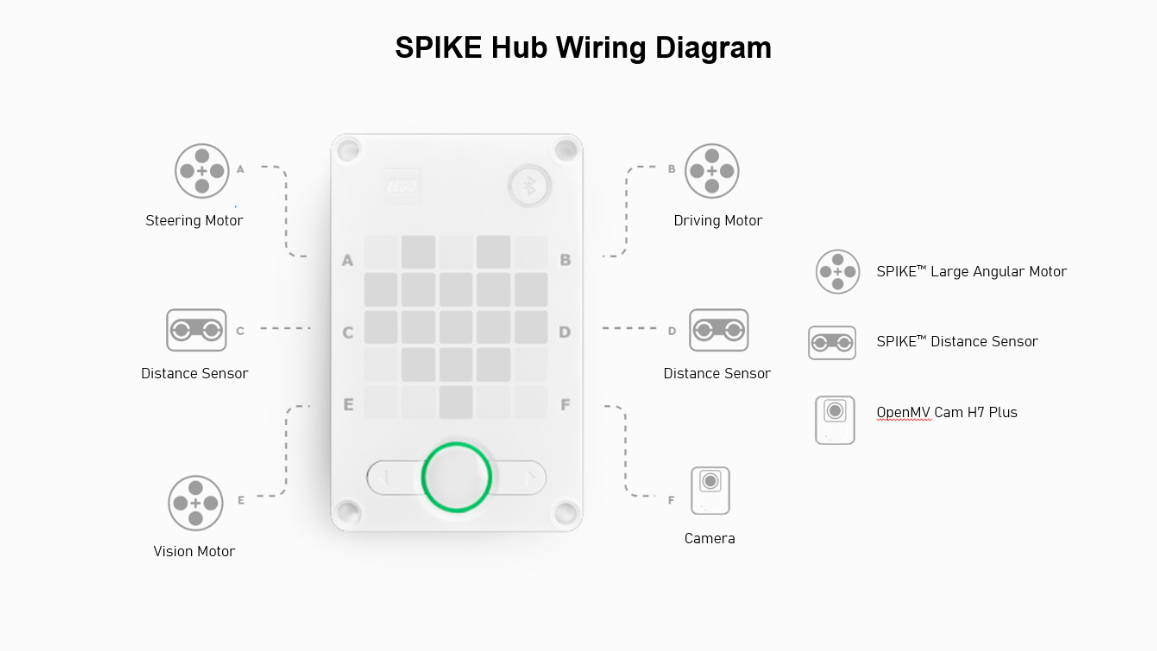 SPIKE Hub Wiring Diagram
A
B
Steering Motor
Driving Motor
LEGO
A
B
SPIKE™ Large Angular Motor
C
C
D
D
SPIKE™ Distance Sensor
Distance Sensor
Distance Sensor
E
F
OpenMV Cam H7 Plus
E
F
Camera
Vision Motor